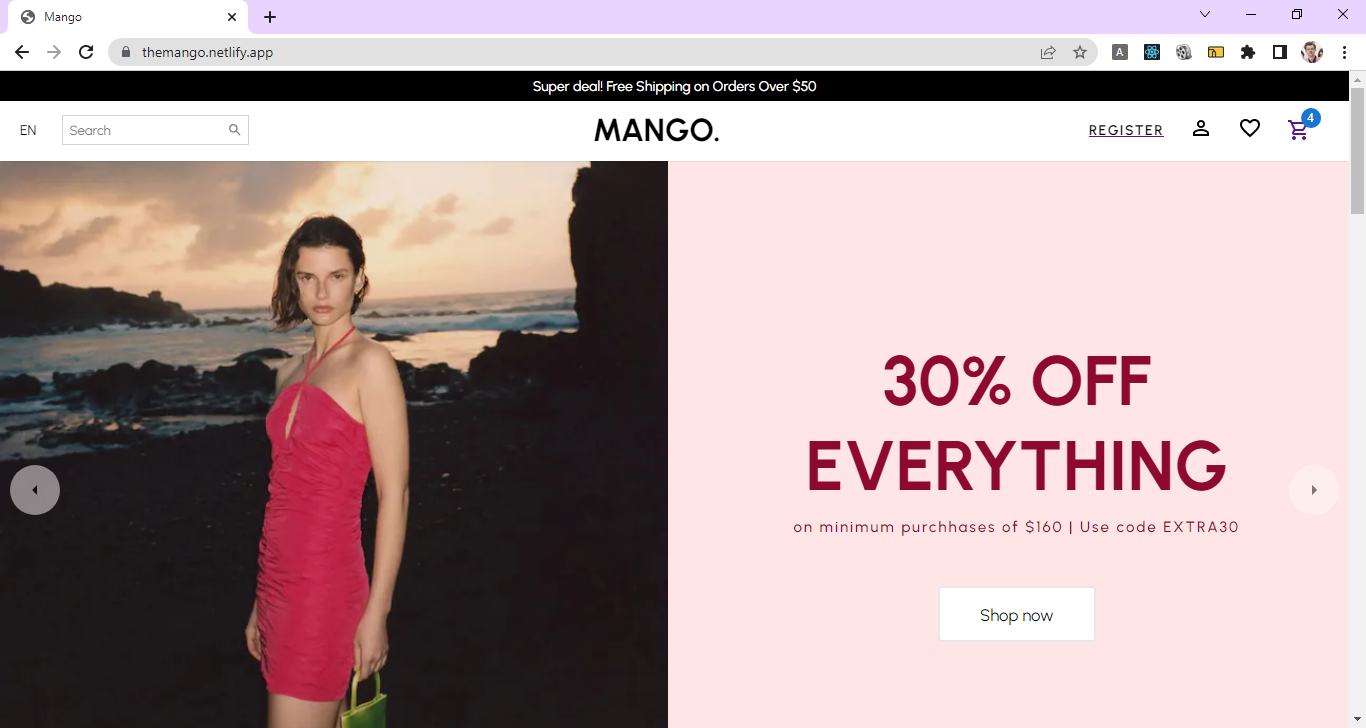 Mango
themango.netlify.app
A
Super deal! Free Shipping on Orders Over $50
EN
Search
MANGO.
REGISTER
4
30% OFF
EVERYTHING
on minimum purchhases of $160 | Use code EXTRA30
Shop now